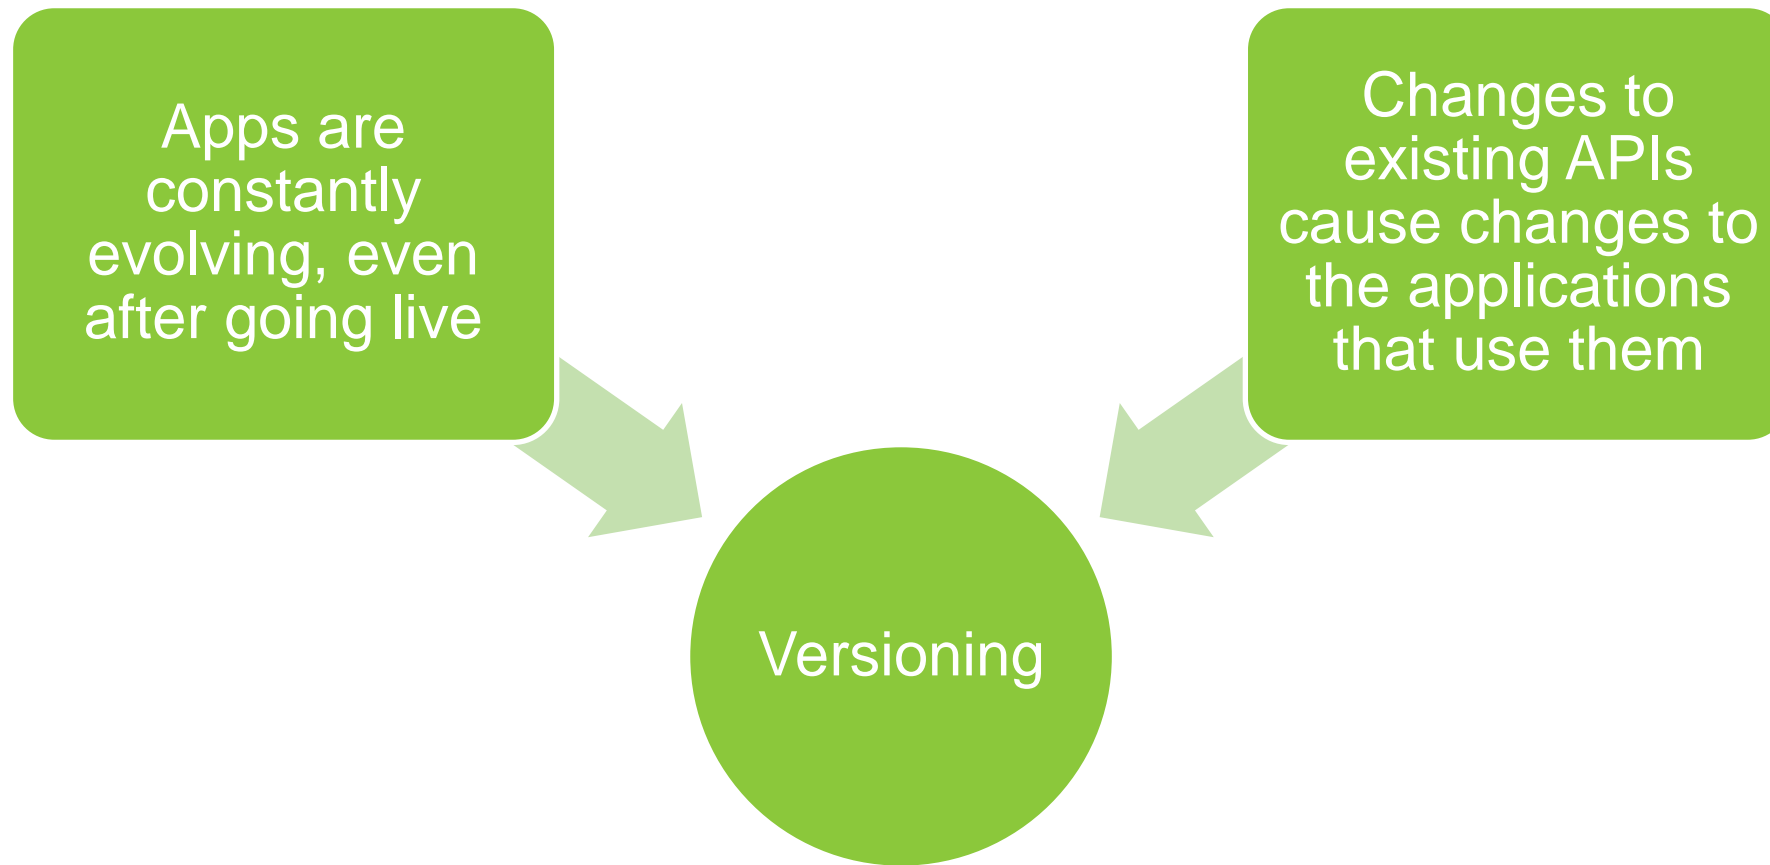 Apps are
constantly
evolving, even
after going live
Changes to
existing APIs
cause changes to
the applications
that use them
Versioning